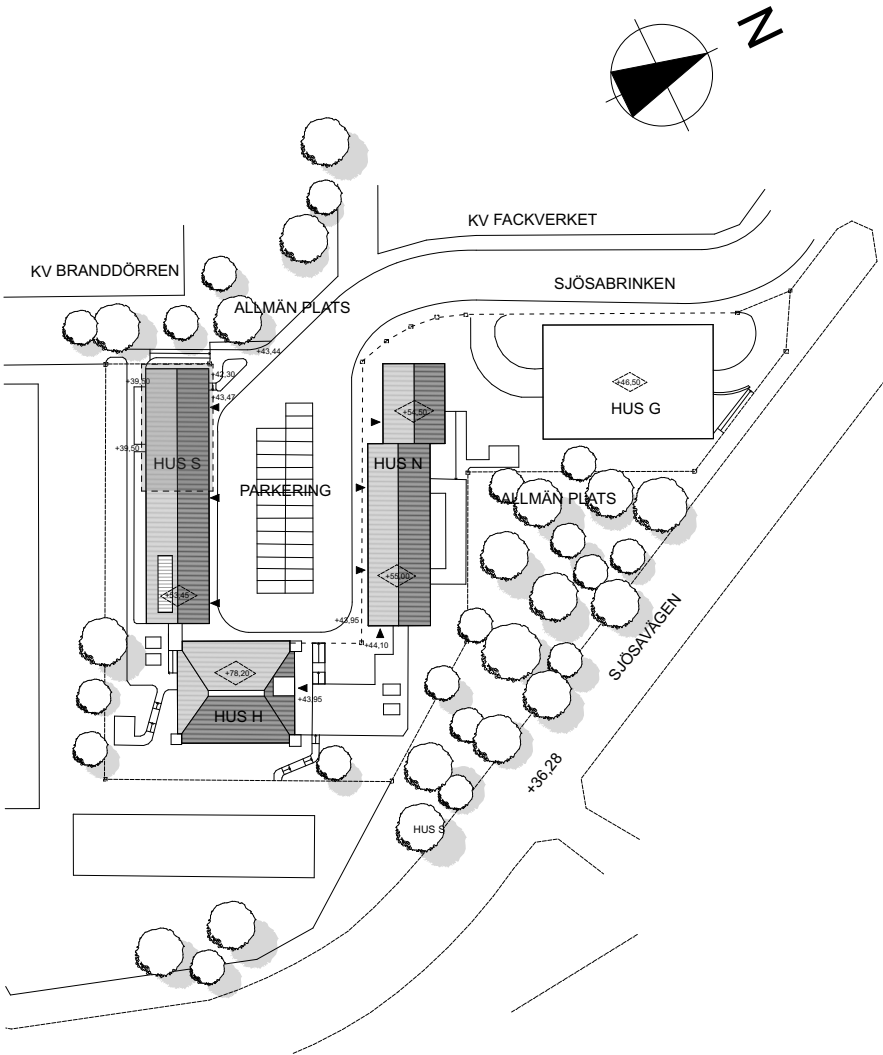 N
KV FACKVERKET
KV BRANDDÖRREN
SJÖSABRINKEN
ALLMÄN PLATS
+43,44
+42,30
+39,50
+43,47
+46,50
HUS G
+54,50
+39,50
HUS S
HUS N
PARKERING
ALLMÄN PLATS
+55,00
+53,45
+43,95
+44,10
SJÖSAVÄGEN
+78,20
+43,95
HUS H
+36,28
HUS S